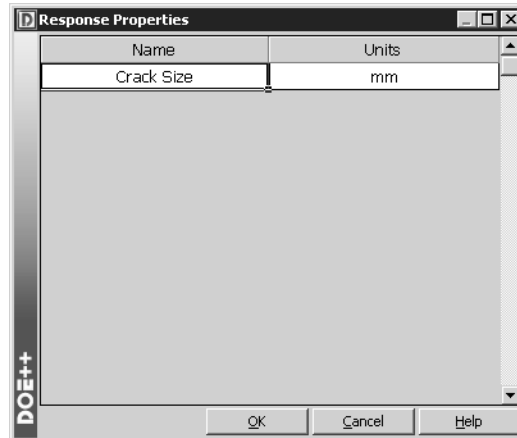 Response Properties
Name Units
Crack Size mm
DOE++
OK Cancel Help